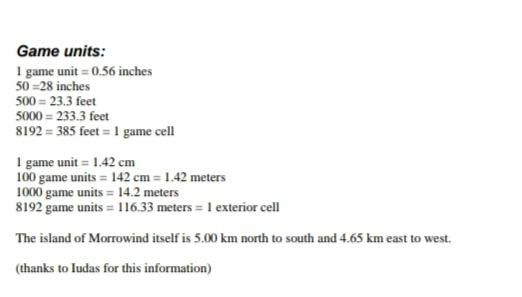 Game units:
1 game unit = 0.56 inches
50 =28 inches
500 = 23.3 feet
5000 = 233.3 feet
8192 = 385 feet = 1 game cell
1 game unit = 1.42 cm
100 game units = 142 cm = 1.42 meters
1000 game units = 14.2 meters
8192 game units = 116.33 meters = 1 exterior cell
The island of Morrowind itself is 5.00 km north to south and 4.65 km east to west.
(thanks to Iudas for this information)